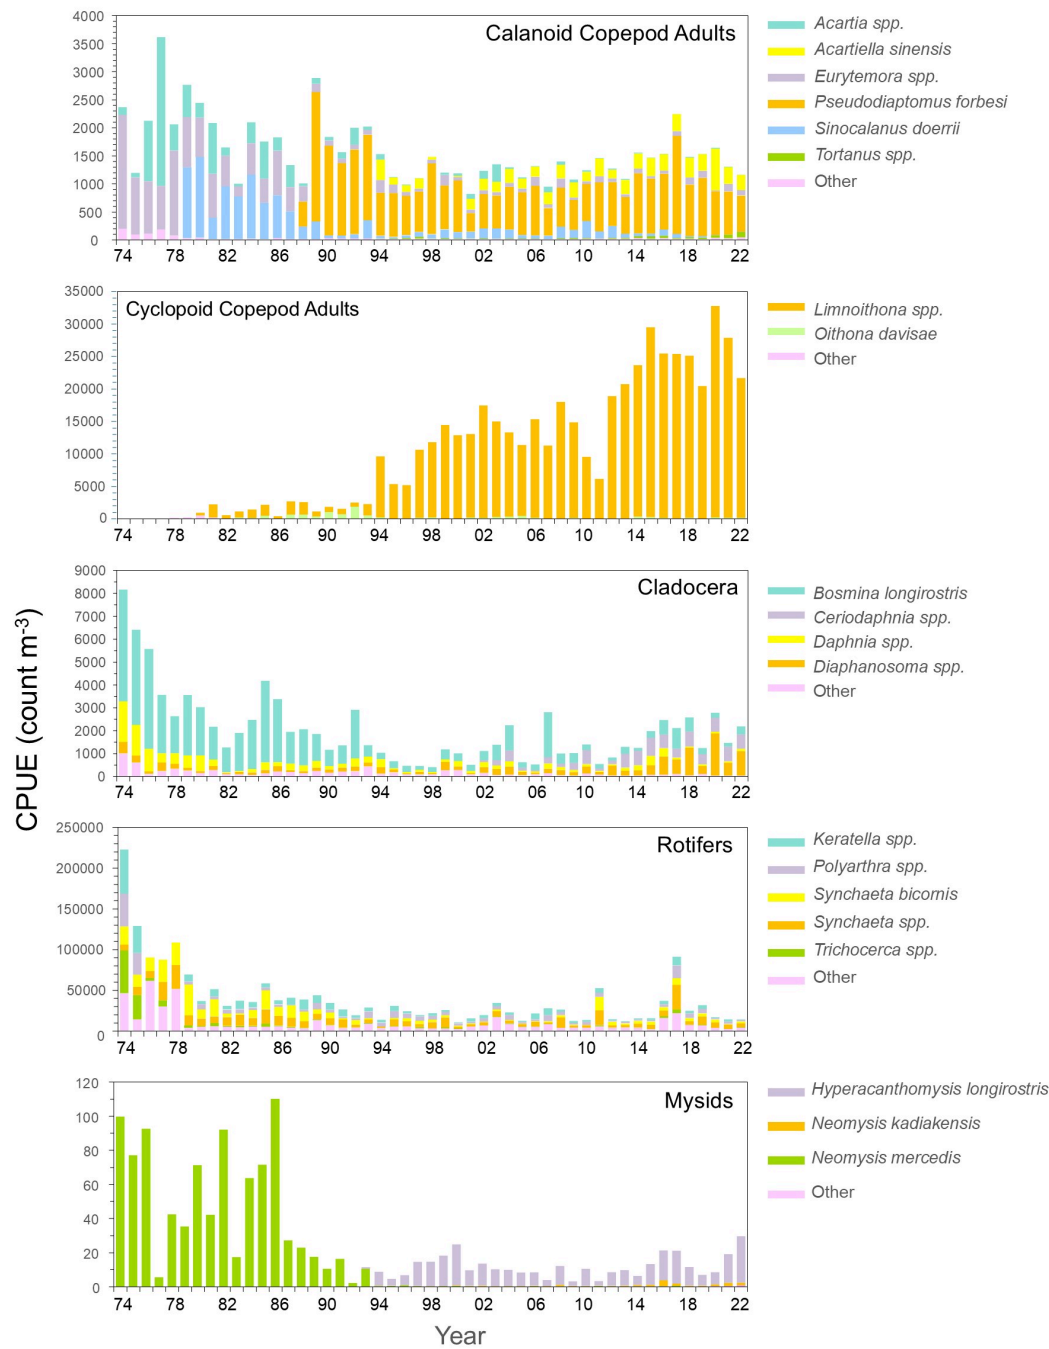 CPUE (count m-3)
Calanoid Copepod Adults
4000
3500
3000
2500
2000
1500
1000
500
0
74 78 82 86 90 94 98 02 06 10 14 18 22
Acartia spp.
Acartiella sinensis
Eurytemora spp.
Pseudodiaptomus forbesi
Sinocalanus doerrii
Tortanus spp.
Other
Cyclopoid Copepod Adults
35000
30000
25000
20000
15000
10000
5000
0
74 78 82 86 90 94 98 02 06 10 14 18 22
Limnoithona spp.
Oithona davisae
Other
Cladocera
9000
8000
7000
6000
5000
4000
3000
2000
1000
0
74 78 82 86 90 94 98 02 06 10 14 18 22
Bosmina longirostris
Ceriodaphnia spp.
Daphnia spp.
Diaphanosoma spp.
Other
Rotifers
250000
200000
150000
100000
50000
0
74 78 82 86 90 94 98 02 06 10 14 18 22
Keratella spp.
Polyarthra spp.
Synchaeta bicornis
Synchaeta spp.
Trichocerca spp.
Other
Mysids
120
100
80
60
40
20
0
74 78 82 86 90 94 98 02 06 10 14 18 22
Hyperacanthomysis longirostris
Neomysis kadiakensis
Neomysis mercedis
Other
Year